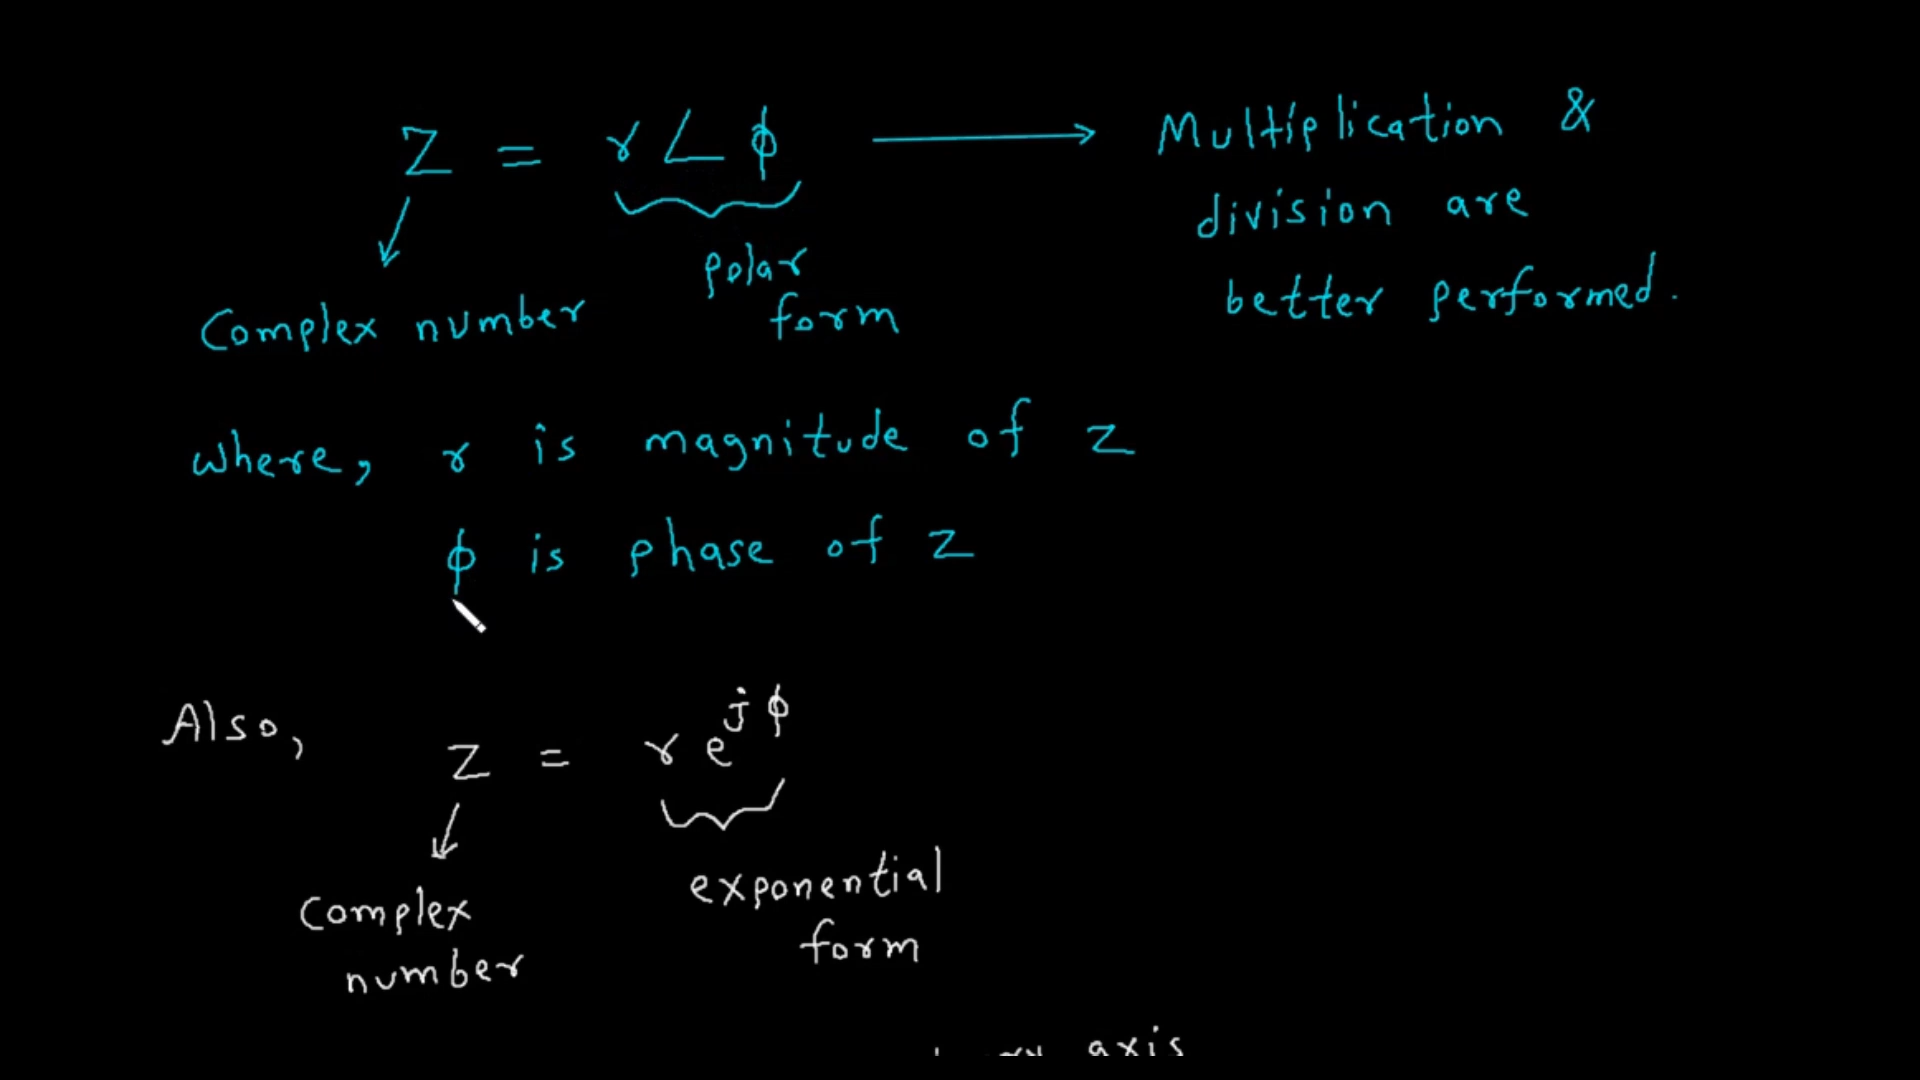 Z = r∠ϕ → Multiplication &
division are
better performed.
polar
form
Complex number
where, r is magnitude of z
ϕ is phase of z
Also, z = r e^jϕ
exponential
form
Complex
number
axis